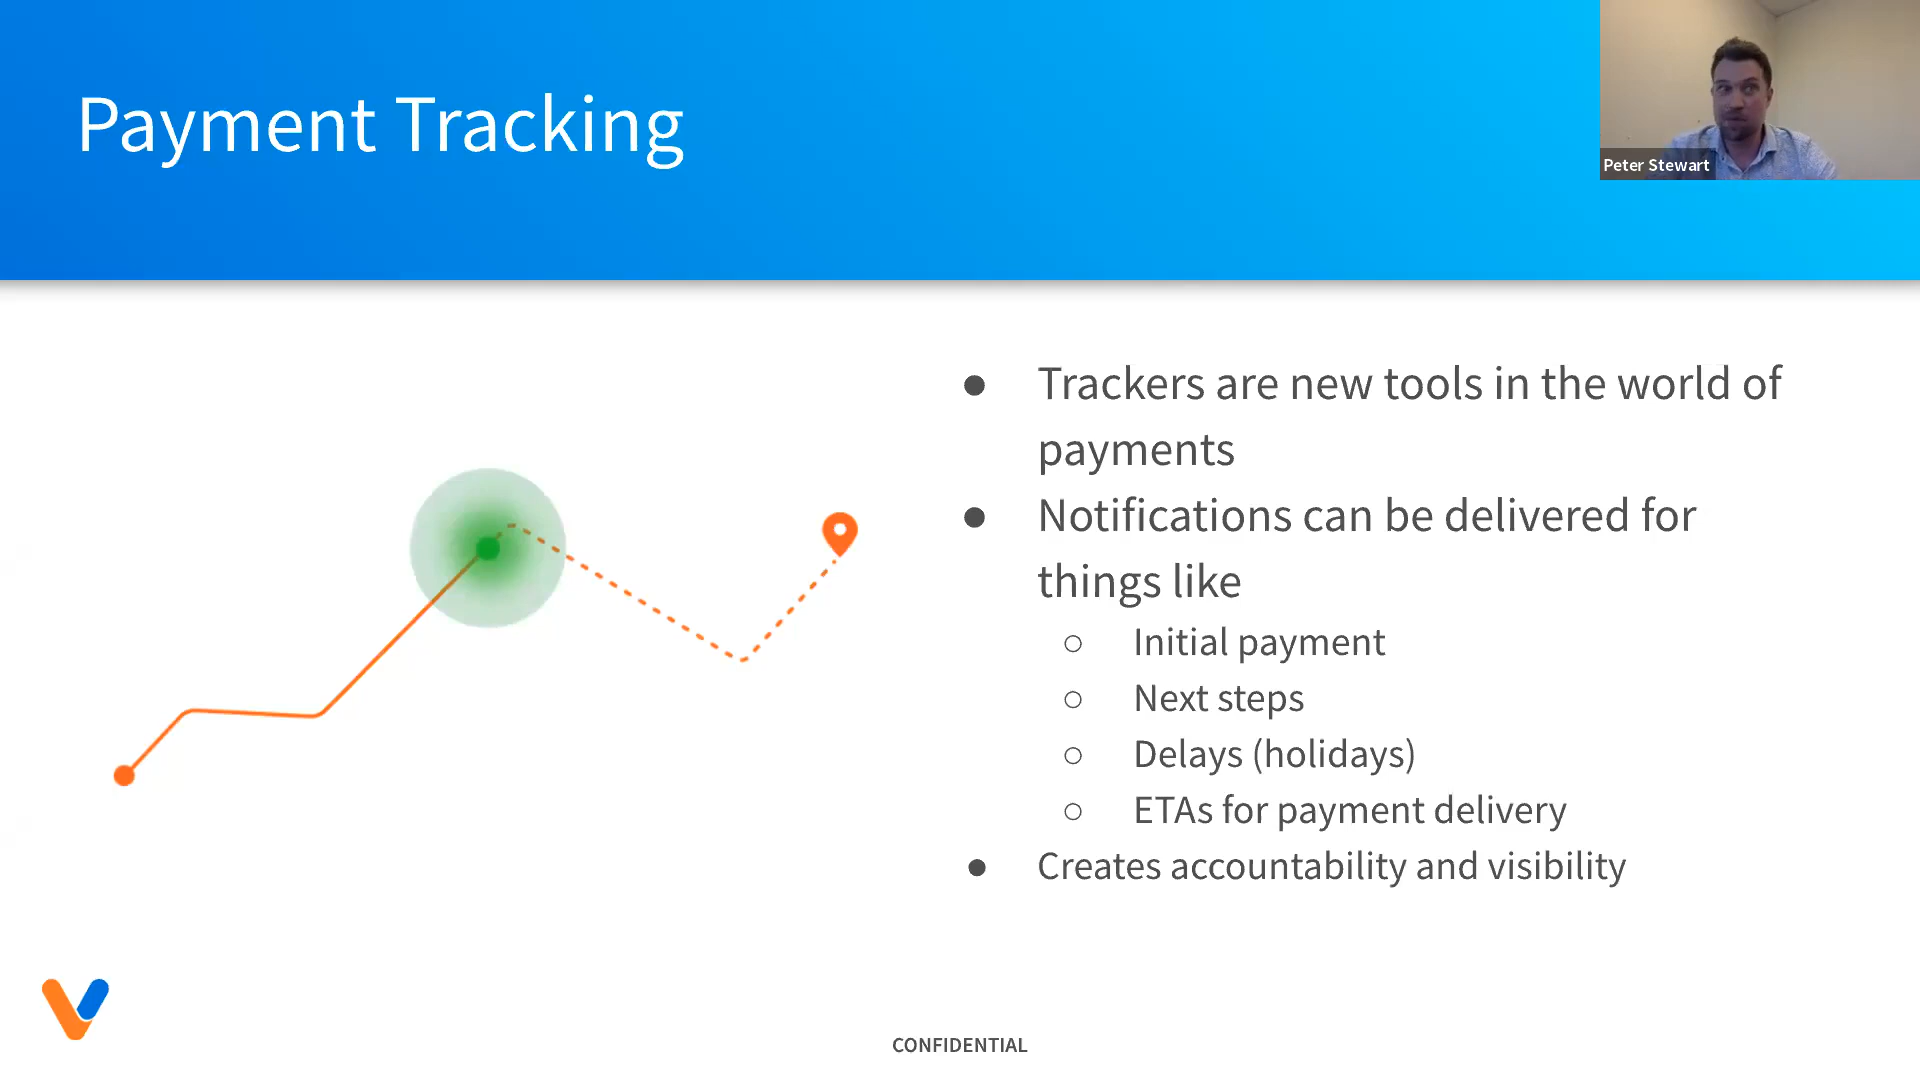 Payment Tracking
Peter Stewart
● Trackers are new tools in the world of
payments
● Notifications can be delivered for
things like
○ Initial payment
○ Next steps
○ Delays (holidays)
○ ETAs for payment delivery
● Creates accountability and visibility
CONFIDENTIAL